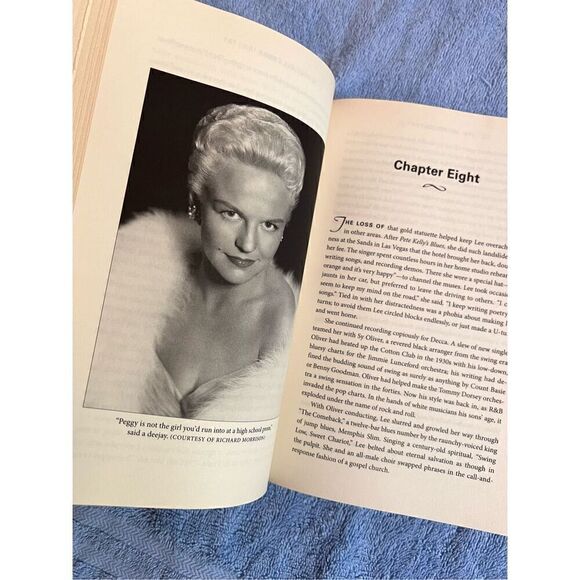 "Peggy is not the girl you'd run into at a high school prom,"
said a deejay. (COURTESY OF RICHARD MORRISON)
Chapter Eight
THE LOSS OF that gold statuette helped keep Lee overach
in other areas. After Pete Kelly's Blues, she did such landslide
ness at the Sands in Las Vegas that the hotel brought her back, dou
her fee. The singer spent countless hours in her home studio rehear
writing songs, and recording demos. There she wore a special hat—
orange and it's very happy"—to channel the muses. Lee took occasi
jaunts in her car, but preferred to leave the driving to others. "I c
seem to keep my mind on the road," she said. "I keep writing poetry
songs." Tied in with her distractedness was a phobia about making l
turns; to avoid them Lee circled blocks endlessly, or just made a U-tu
and went home.
She continued recording copiously for Decca. A slew of new single
teamed her with Sy Oliver, a revered black arranger from the swing era
Oliver had heated up the Cotton Club in the 1930s with his low-down,
bluesy charts for the Jimmie Lunceford orchestra; his writing had de-
fined the budding sound of swing as surely as anything by Count Basie
or Benny Goodman. Oliver had helped make the Tommy Dorsey orches-
tra a swing sensation in the forties. Now his style was back in, as R&B
invaded the pop charts. In the hands of white musicians his sons' age, it
exploded under the name of rock and roll.
With Oliver conducting, Lee slurred and growled her way through
"The Comeback," a twelve-bar blues number by the raunchy-voiced king
of jump blues, Memphis Slim. Singing a century-old spiritual, "Swing
Low, Sweet Chariot," Lee belted about eternal salvation as though in
the pulpit. She and an all-male choir swapped phrases in the call-and-
response fashion of a gospel church.